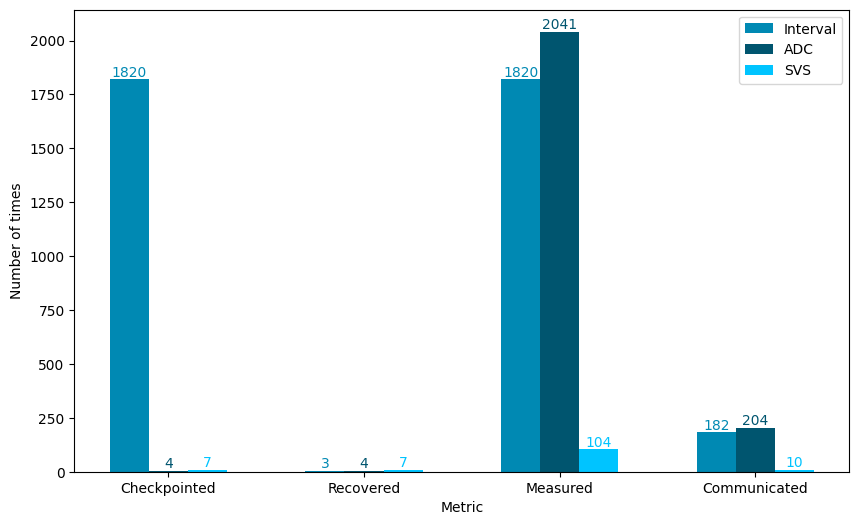 Interval
ADC
SVS
Number of times
2000
1750
1500
1250
1000
750
500
250
0
1820
4
7
3
4
7
1820
2041
104
182
204
10
Checkpointed
Recovered
Measured
Communicated
Metric